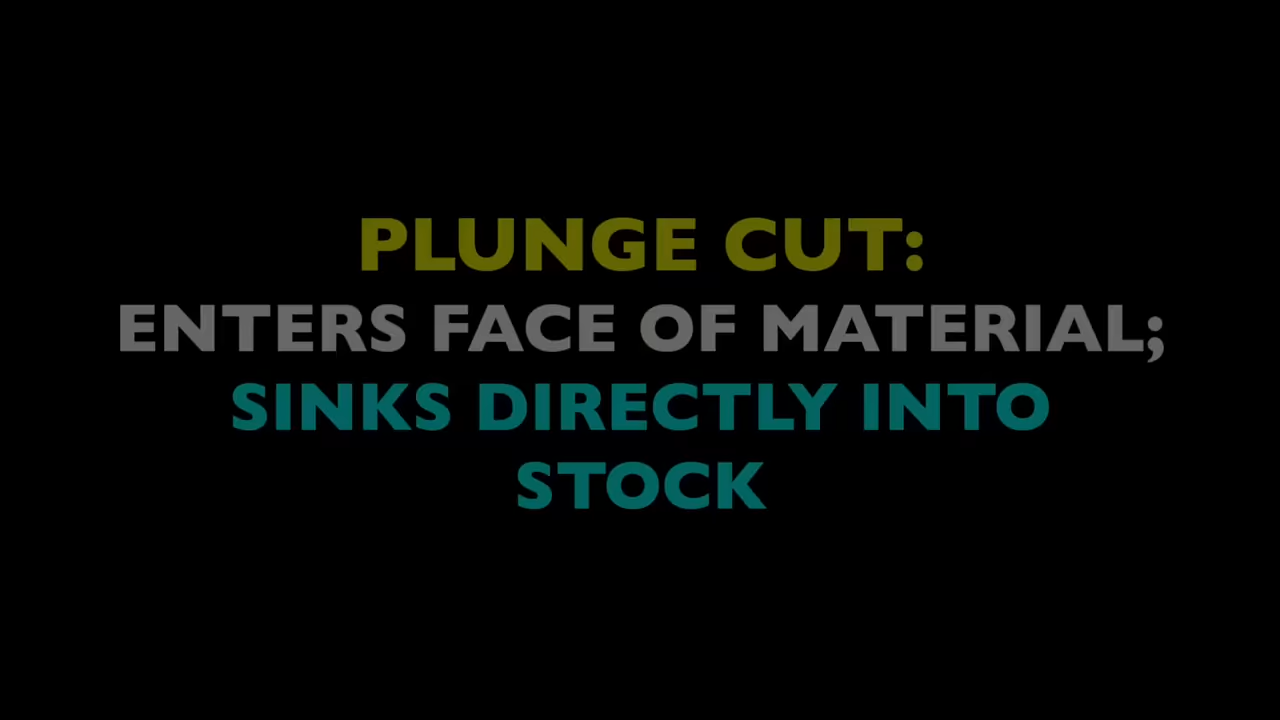 PLUNGE CUT:
ENTERS FACE OF MATERIAL;
SINKS DIRECTLY INTO
STOCK